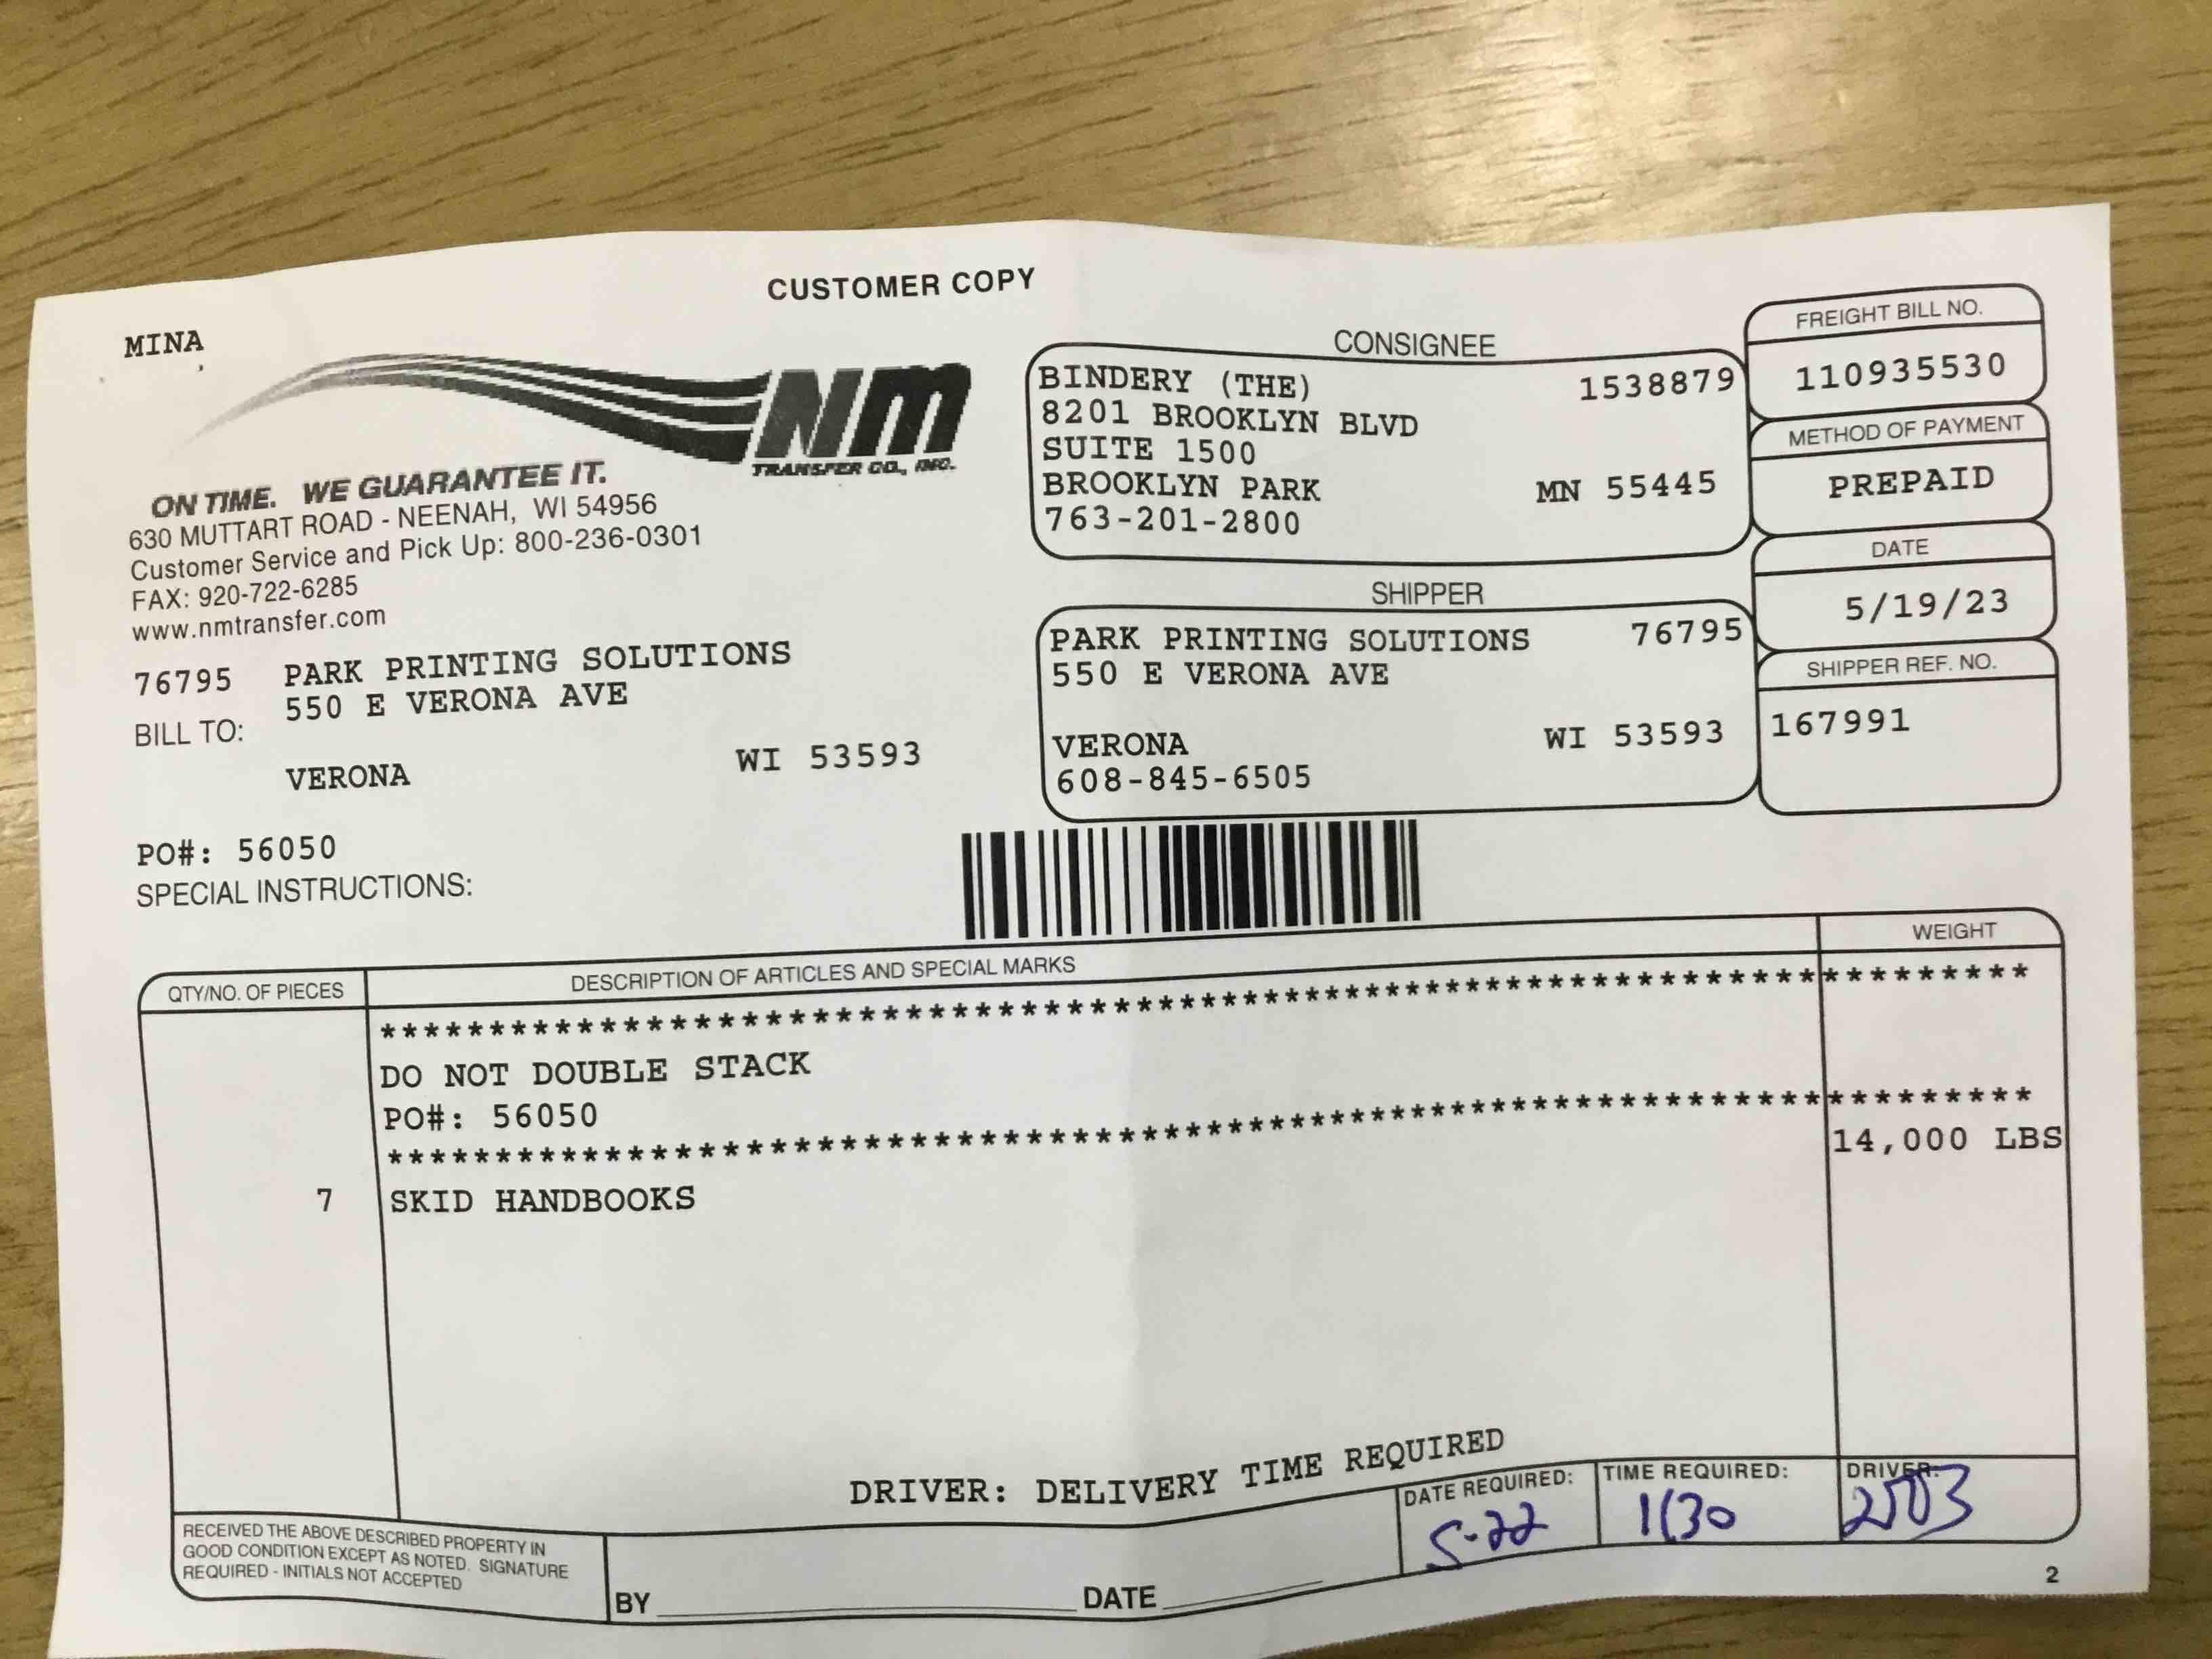 CUSTOMER COPY
MINA
NM
TRANSFER CO., INC.
ON TIME. WE GUARANTEE IT.
630 MUTTART ROAD - NEENAH, WI 54956
Customer Service and Pick Up: 800-236-0301
FAX: 920-722-6285
www.nmtransfer.com
76795 PARK PRINTING SOLUTIONS
550 E VERONA AVE
BILL TO:
VERONA WI 53593
PO#: 56050
SPECIAL INSTRUCTIONS:
CONSIGNEE
BINDERY (THE) 1538879
8201 BROOKLYN BLVD
SUITE 1500
BROOKLYN PARK MN 55445
763-201-2800
SHIPPER
PARK PRINTING SOLUTIONS 76795
550 E VERONA AVE
VERONA WI 53593
608-845-6505
FREIGHT BILL NO.
110935530
METHOD OF PAYMENT
PREPAID
DATE
5/19/23
SHIPPER REF. NO.
167991
QTY/NO. OF PIECES DESCRIPTION OF ARTICLES AND SPECIAL MARKS WEIGHT
DO NOT DOUBLE STACK
PO#: 56050
14,000 LBS
7 SKID HANDBOOKS
DRIVER: DELIVERY TIME REQUIRED
DATE REQUIRED: TIME REQUIRED: DRIVER:
5-22 1130 2503
RECEIVED THE ABOVE DESCRIBED PROPERTY IN
GOOD CONDITION EXCEPT AS NOTED. SIGNATURE
REQUIRED - INITIALS NOT ACCEPTED
BY DATE
2